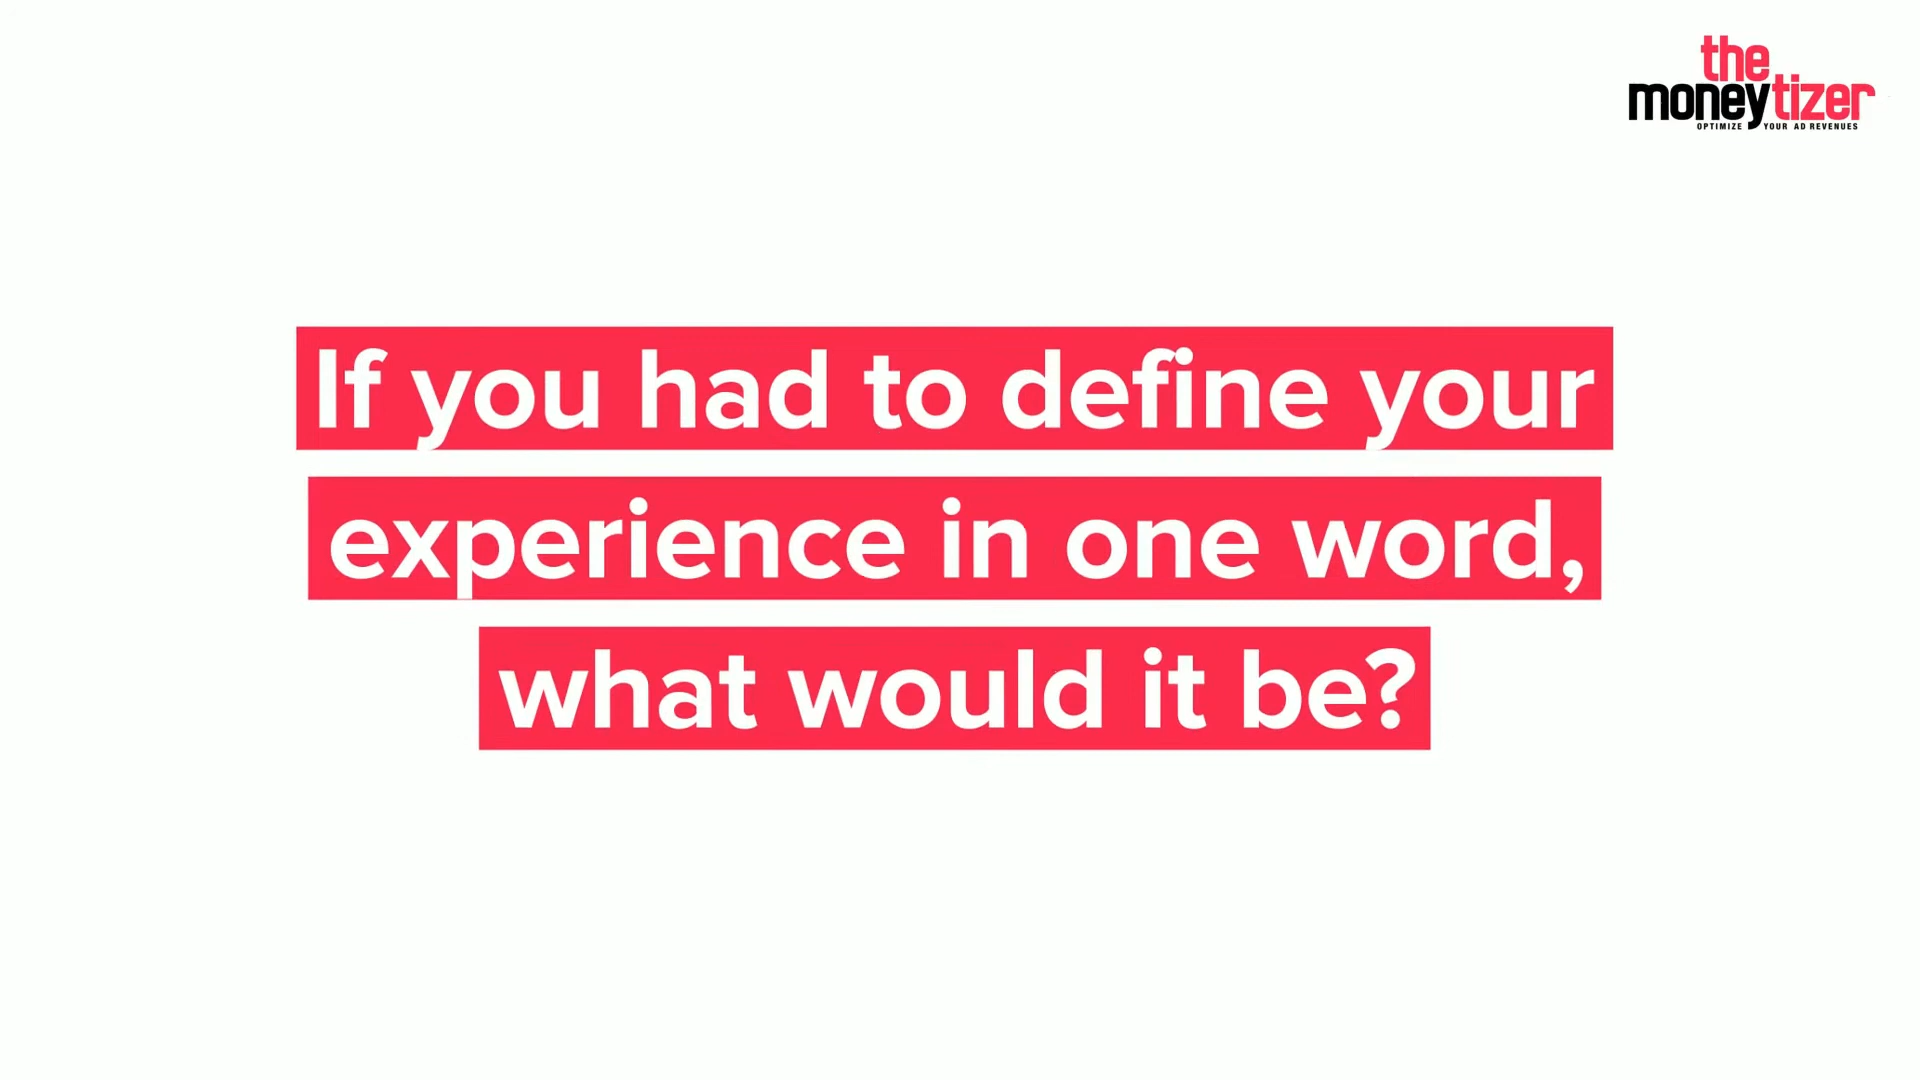 the
moneytizer
OPTIMIZE YOUR AD REVENUES
If you had to define your
experience in one word,
what would it be?